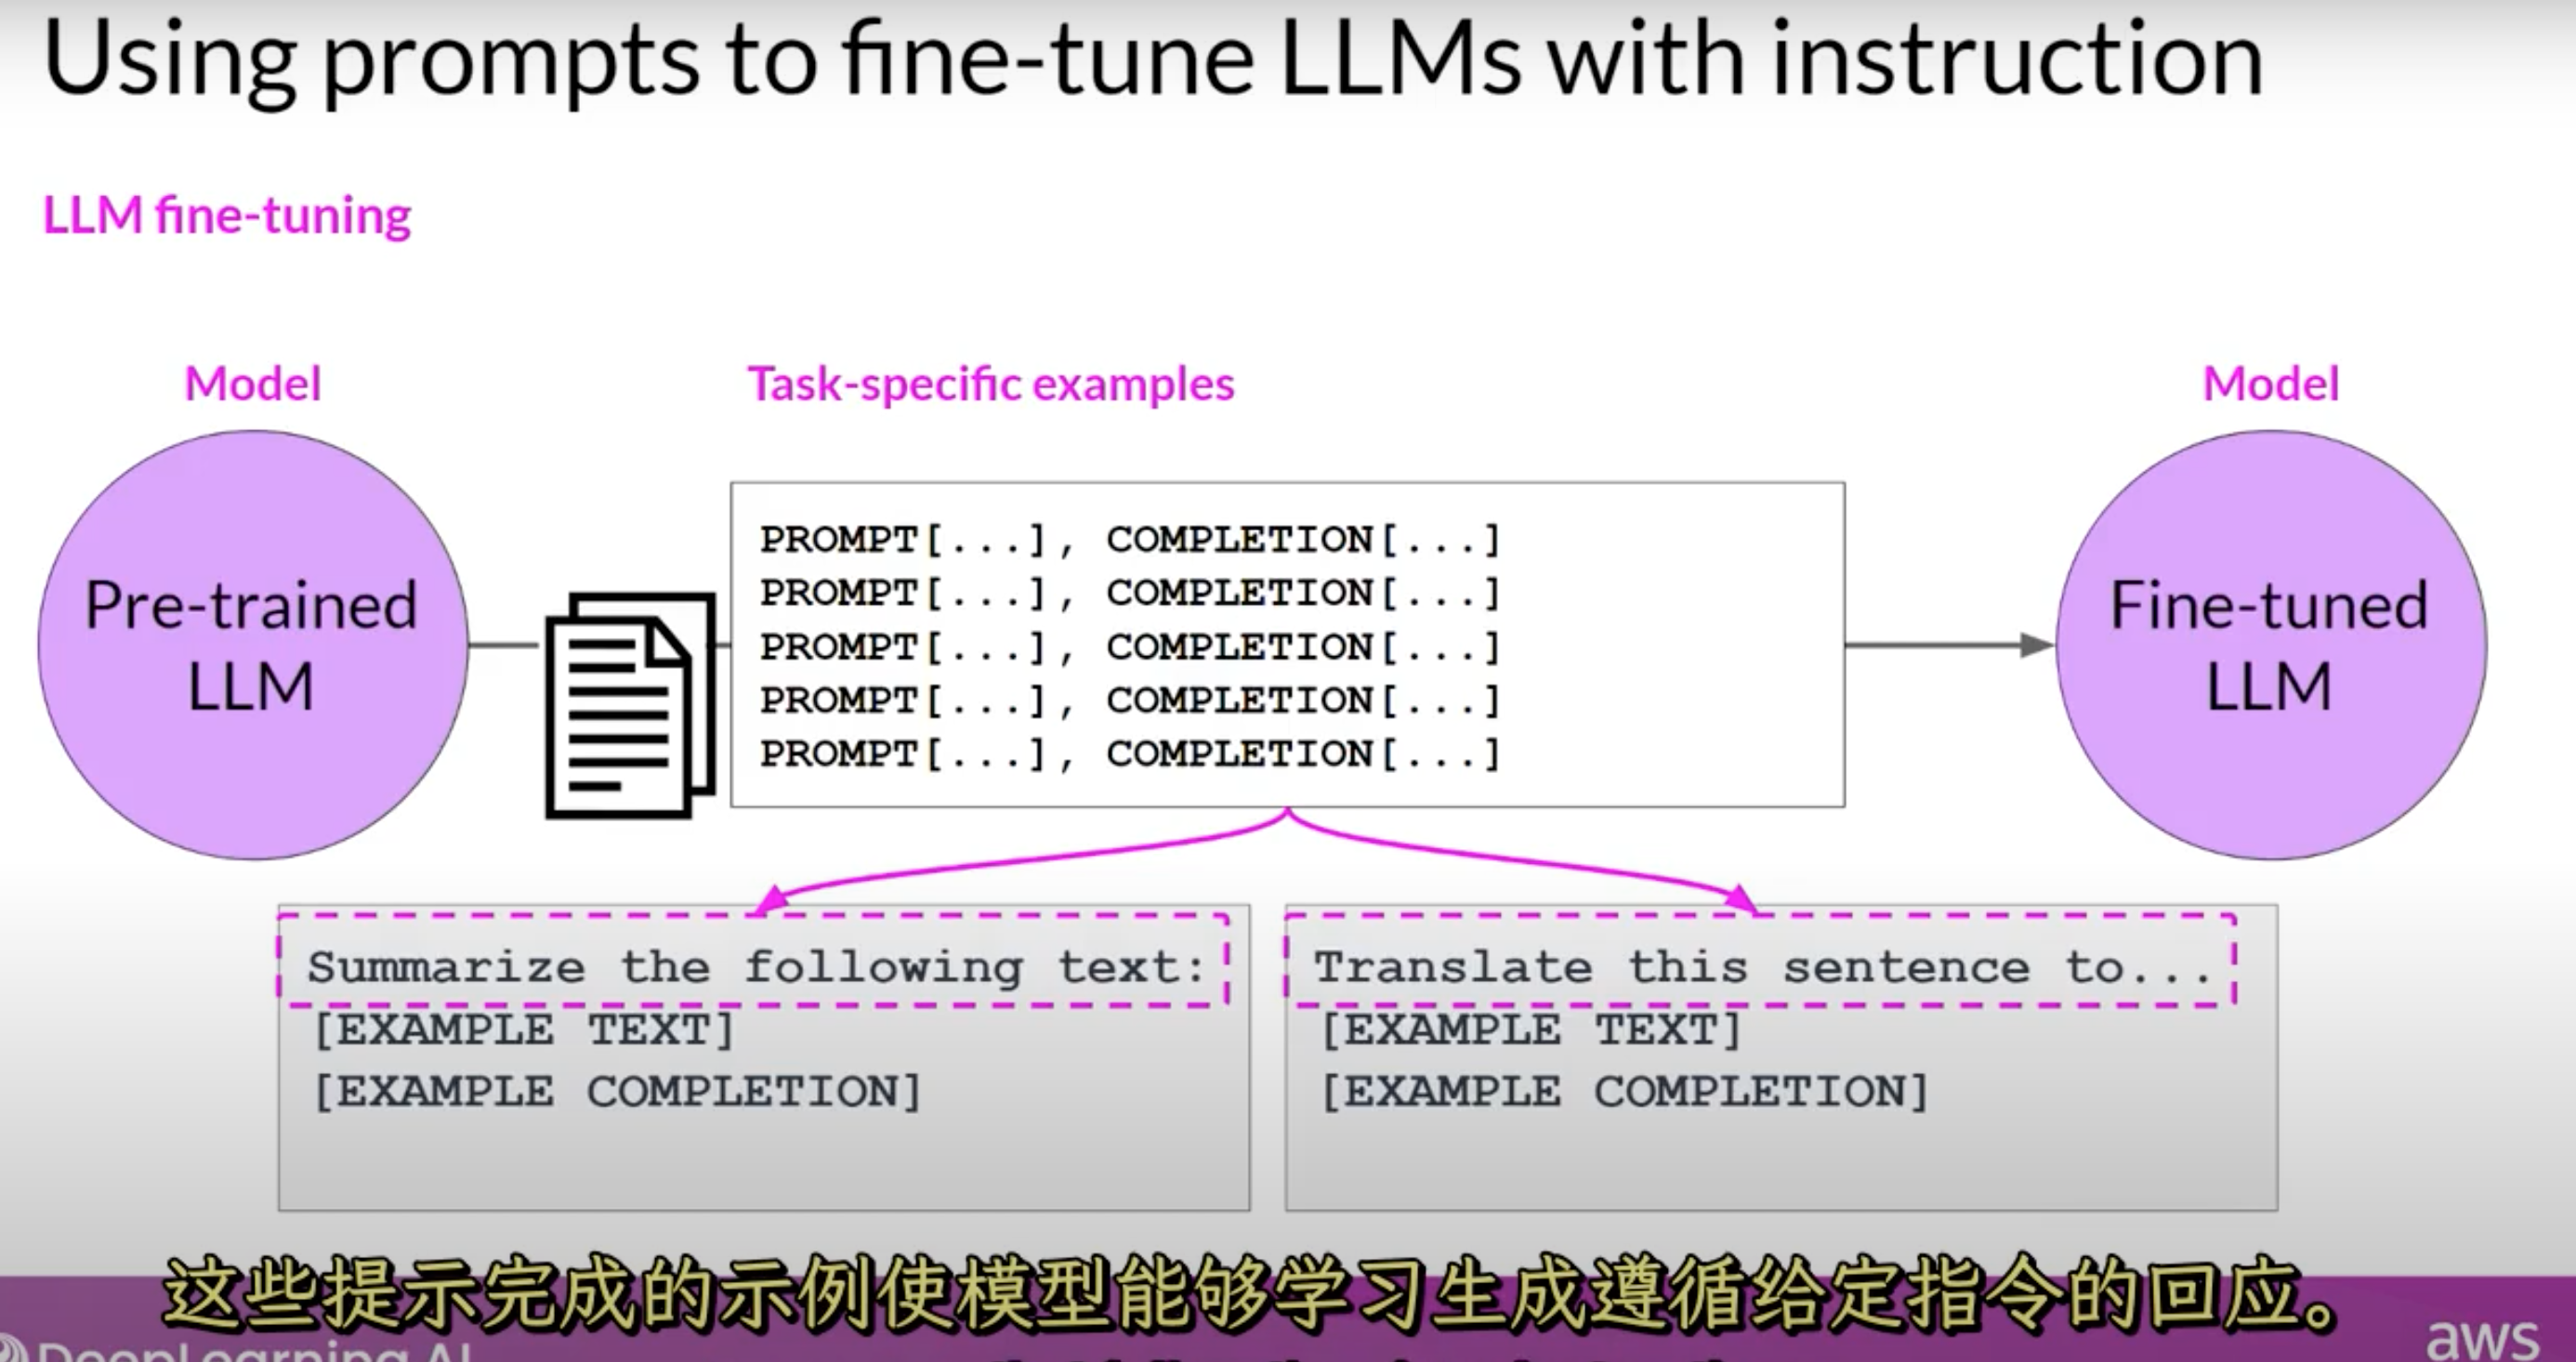 Using prompts to fine-tune LLMs with instruction
LLM fine-tuning
Model
Task-specific examples
Model
Pre-trained
LLM
PROMPT[...], COMPLETION[...]
PROMPT[...], COMPLETION[...]
PROMPT[...], COMPLETION[...]
PROMPT[...], COMPLETION[...]
PROMPT[...], COMPLETION[...]
Fine-tuned
LLM
Summarize the following text:
[EXAMPLE TEXT]
[EXAMPLE COMPLETION]
Translate this sentence to...
[EXAMPLE TEXT]
[EXAMPLE COMPLETION]
这些提示完成的示例使模型能够学习生成遵循给定指令的回应。
DeepLearning.AI
aws